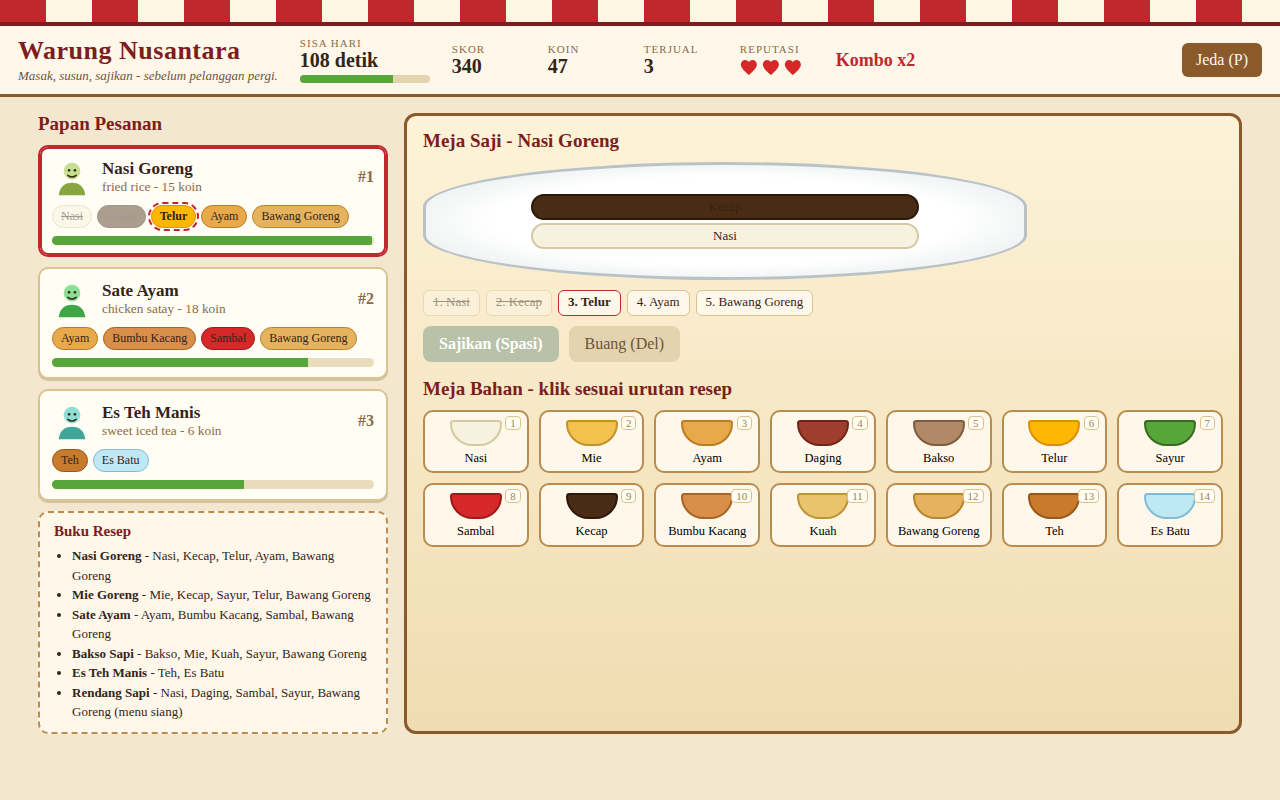 Warung Nusantara
Masak, susun, sajikan - sebelum pelanggan pergi.
SISA HARI
108 detik
SKOR
340
KOIN
47
TERJUAL
3
REPUTASI
Kombo x2
Jeda (P)
Papan Pesanan
Nasi Goreng
fried rice - 15 koin
#1
Nasi
Kecap
Telur
Ayam
Bawang Goreng
Sate Ayam
chicken satay - 18 koin
#2
Ayam
Bumbu Kacang
Sambal
Bawang Goreng
Es Teh Manis
sweet iced tea - 6 koin
#3
Teh
Es Batu
Buku Resep
Nasi Goreng - Nasi, Kecap, Telur, Ayam, Bawang
Goreng
Mie Goreng - Mie, Kecap, Sayur, Telur, Bawang Goreng
Sate Ayam - Ayam, Bumbu Kacang, Sambal, Bawang
Goreng
Bakso Sapi - Bakso, Mie, Kuah, Sayur, Bawang Goreng
Es Teh Manis - Teh, Es Batu
Rendang Sapi - Nasi, Daging, Sambal, Sayur, Bawang
Goreng (menu siang)
Meja Saji - Nasi Goreng
Kecap
Nasi
1. Nasi
2. Kecap
3. Telur
4. Ayam
5. Bawang Goreng
Sajikan (Spasi)
Buang (Del)
Meja Bahan - klik sesuai urutan resep
1
Nasi
2
Mie
3
Ayam
4
Daging
5
Bakso
6
Telur
7
Sayur
8
Sambal
9
Kecap
10
Bumbu Kacang
11
Kuah
12
Bawang Goreng
13
Teh
14
Es Batu